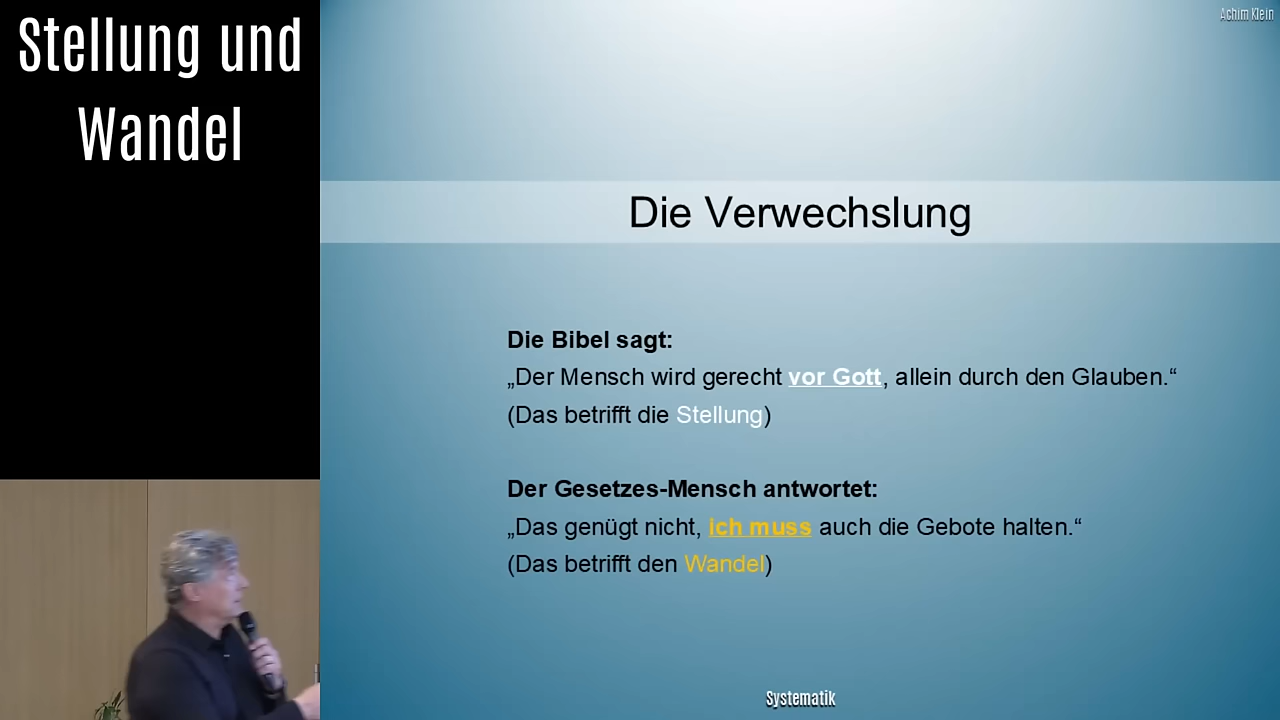 Stellung und
Wandel
Achim Klein
Die Verwechslung
Die Bibel sagt:
„Der Mensch wird gerecht vor Gott, allein durch den Glauben.“
(Das betrifft die Stellung)
Der Gesetzes-Mensch antwortet:
„Das genügt nicht, ich muss auch die Gebote halten.“
(Das betrifft den Wandel)
Systematik